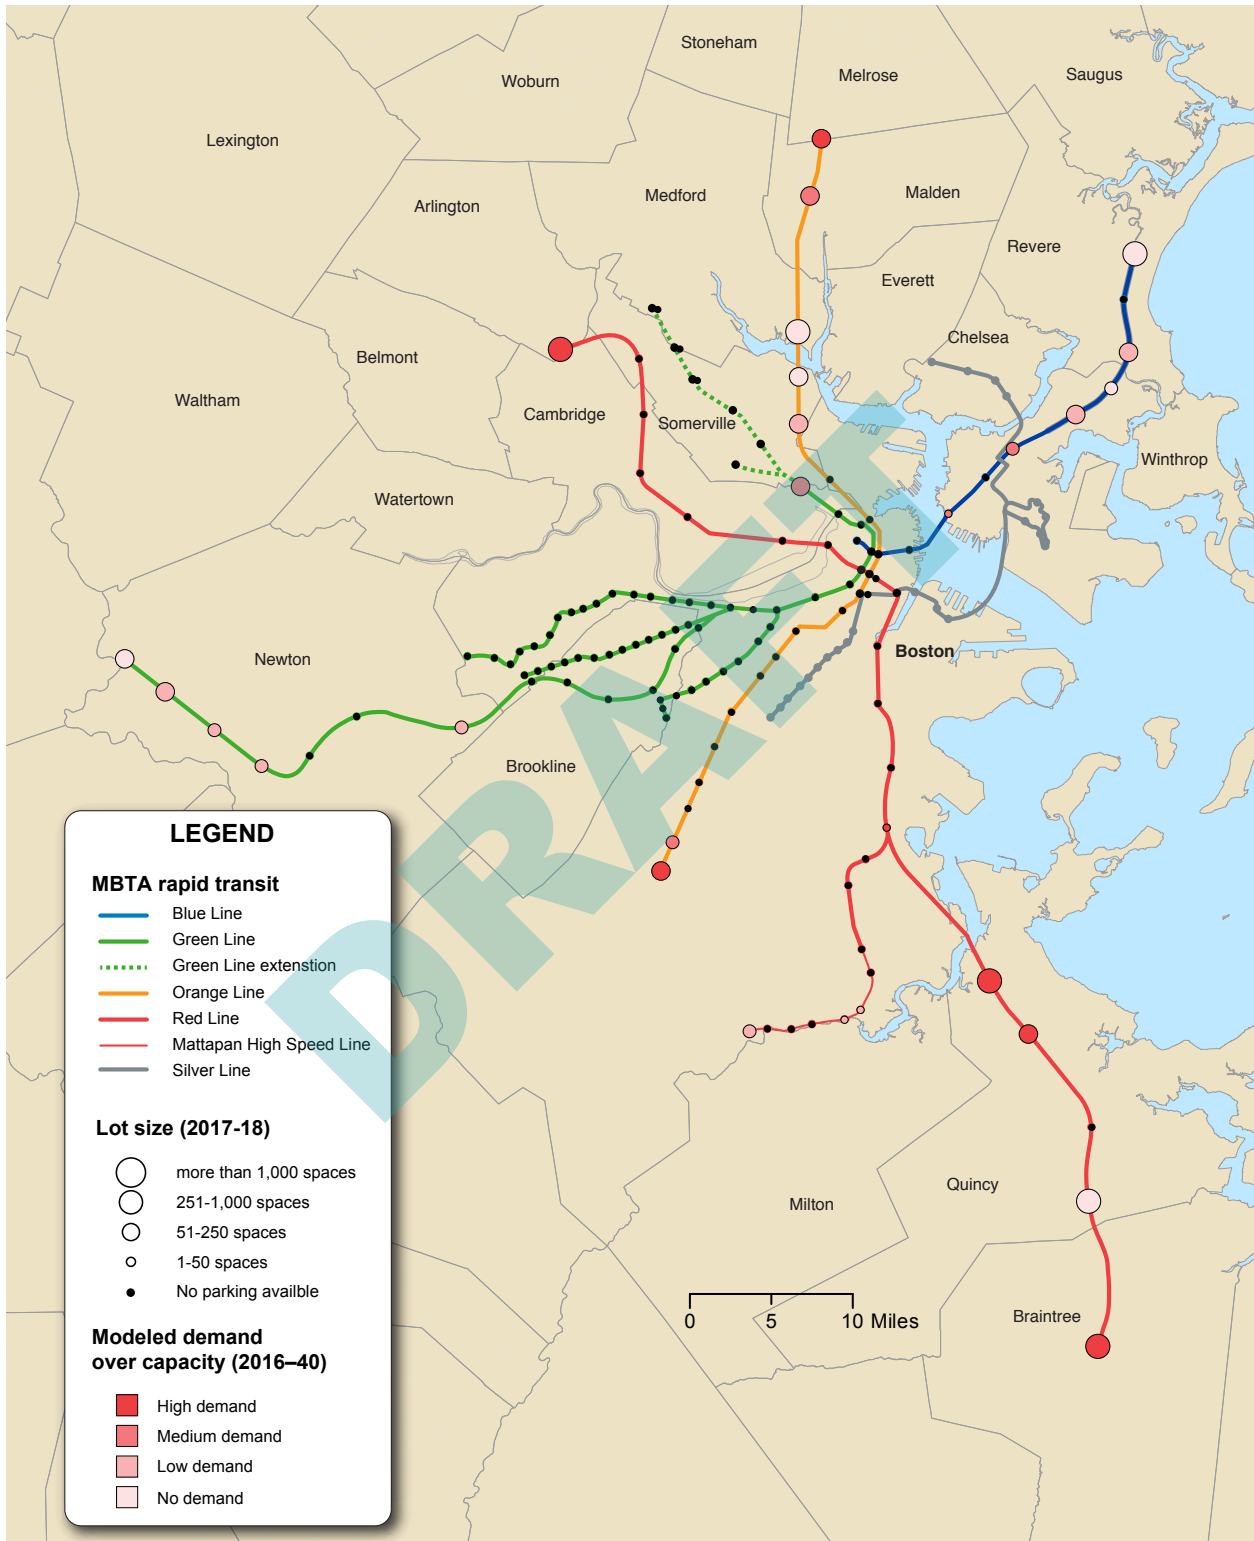 Stoneham
Woburn
Melrose
Saugus
Lexington
Arlington
Medford
Malden
Revere
Everett
Chelsea
Belmont
Waltham
Cambridge
Somerville
Winthrop
Watertown
Newton
Boston
Brookline
Milton
Quincy
Braintree
DRAFT
0 5 10 Miles
LEGEND
MBTA rapid transit
Blue Line
Green Line
Green Line extenstion
Orange Line
Red Line
Mattapan High Speed Line
Silver Line
Lot size (2017-18)
more than 1,000 spaces
251-1,000 spaces
51-250 spaces
1-50 spaces
No parking availble
Modeled demand
over capacity (2016–40)
High demand
Medium demand
Low demand
No demand